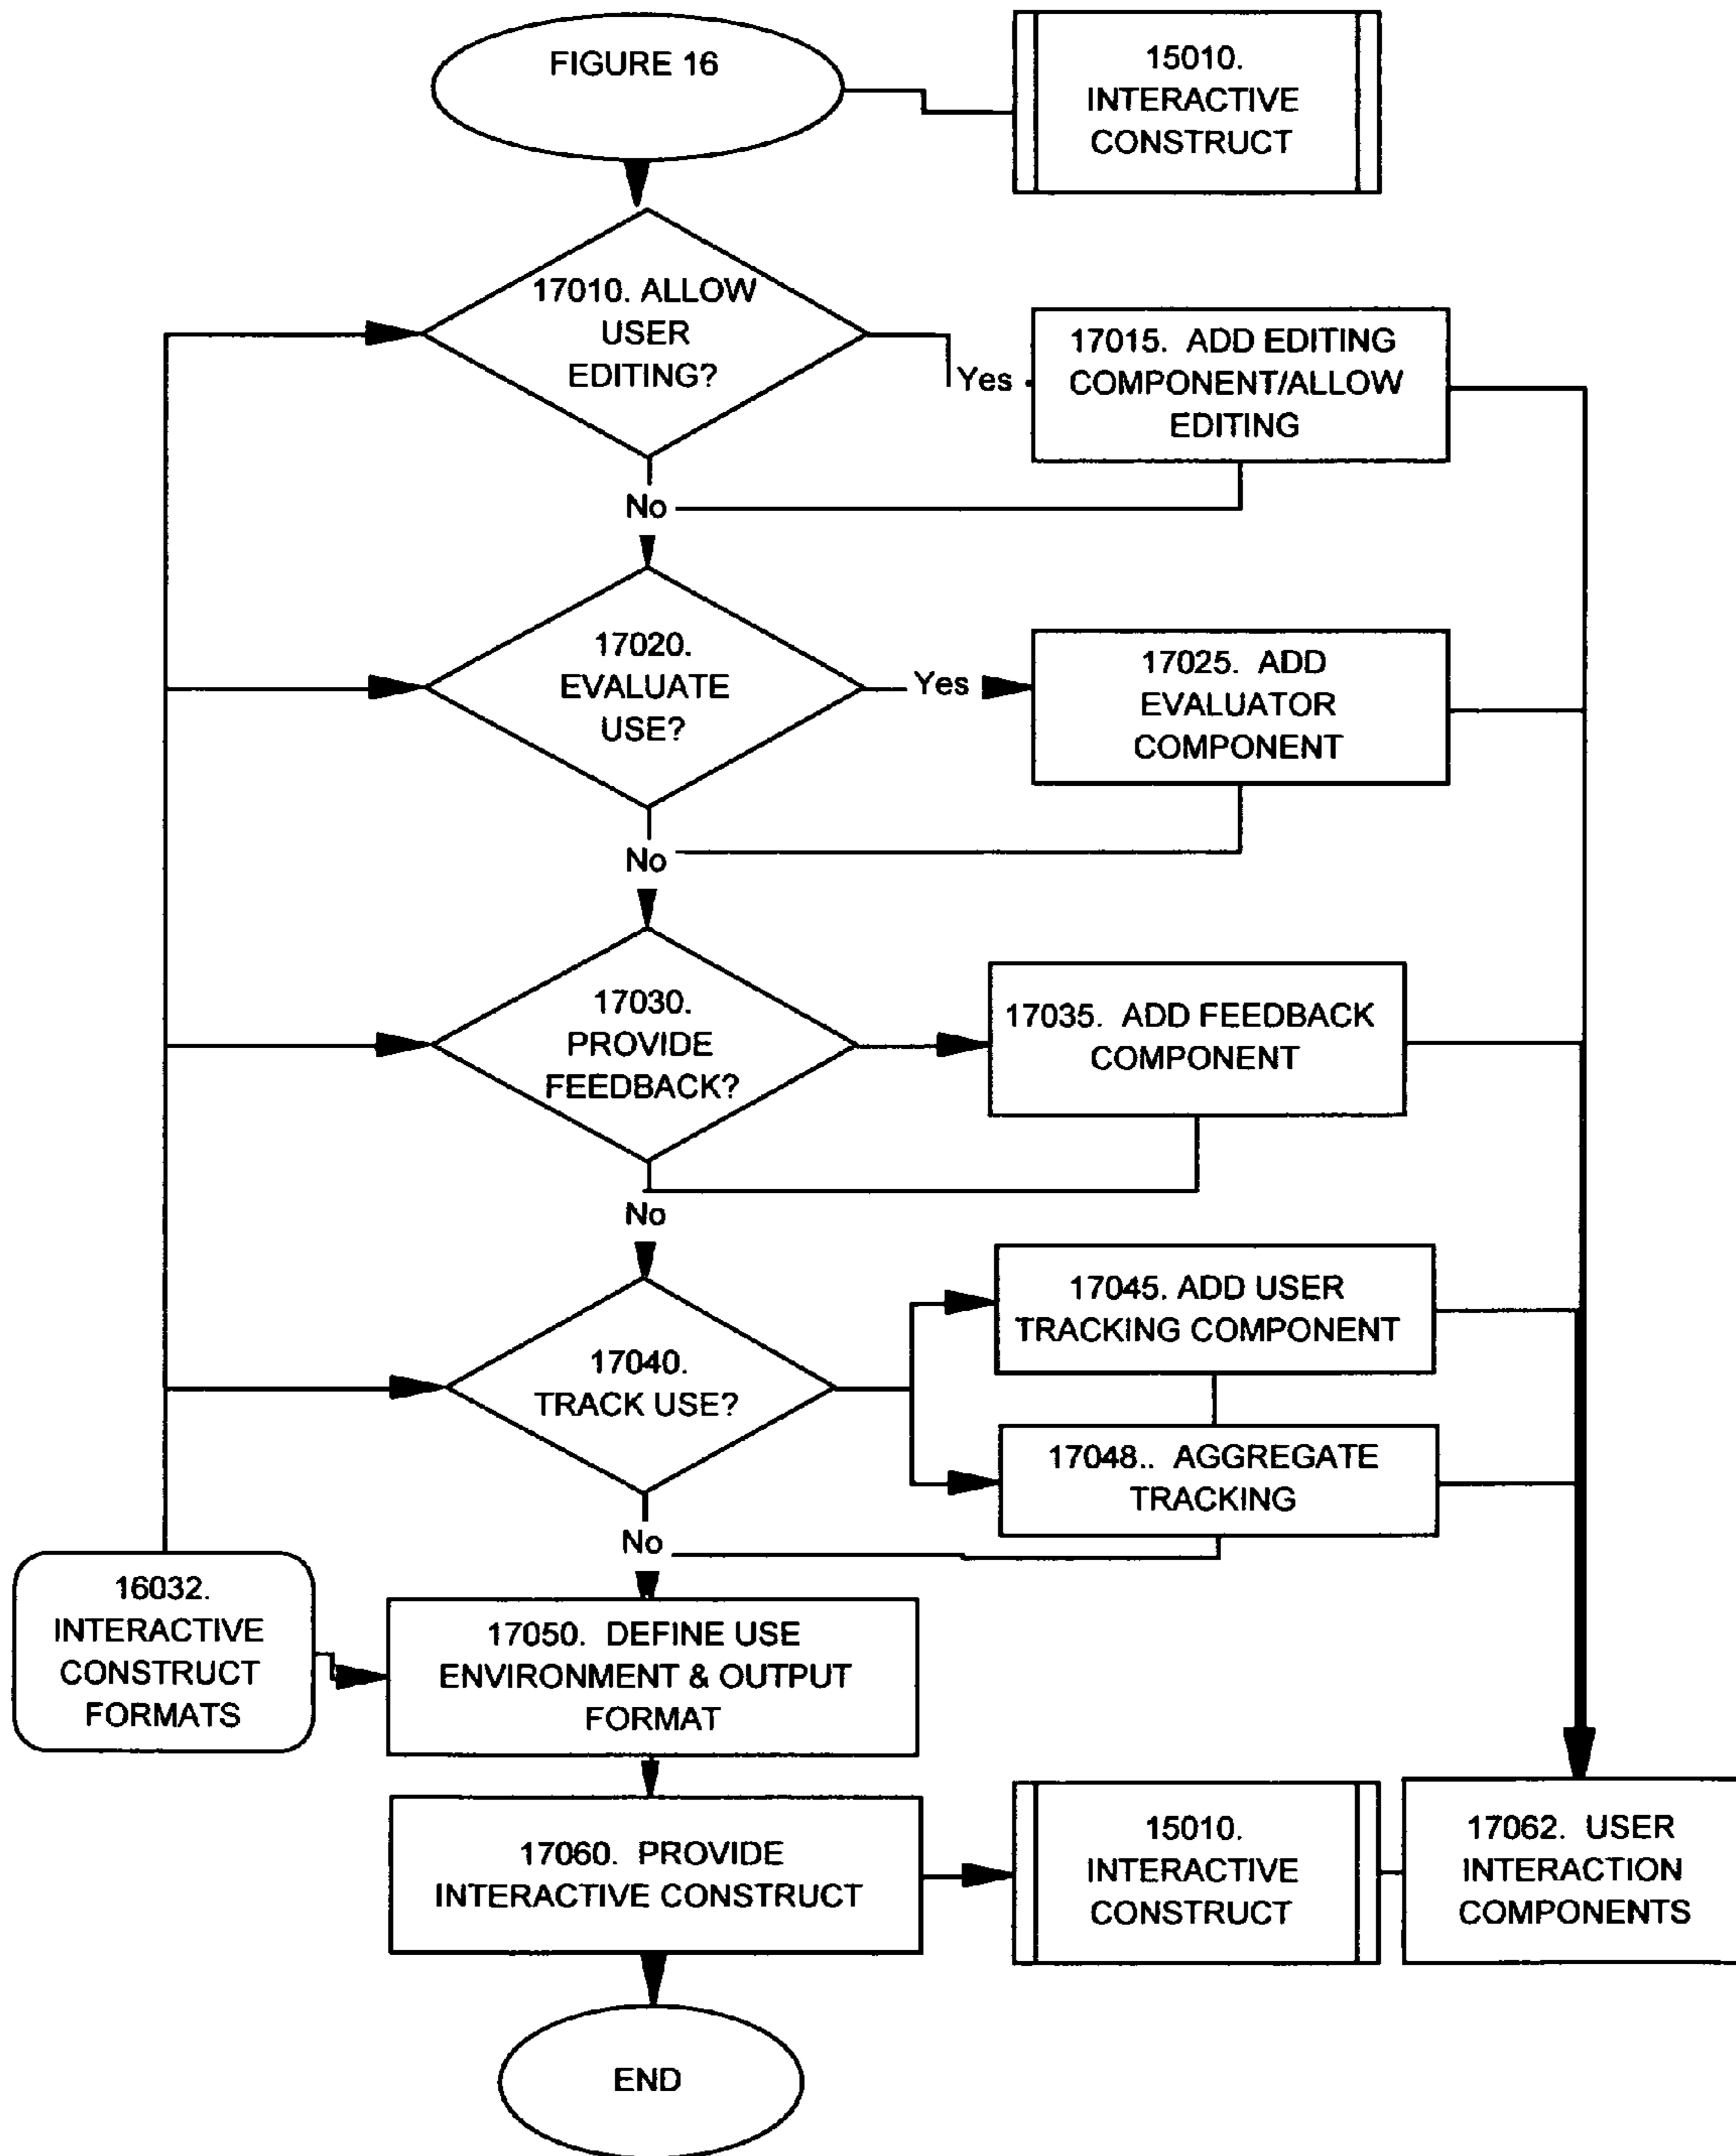 FIGURE 16
15010.
INTERACTIVE
CONSTRUCT
17010. ALLOW
USER
EDITING?
Yes
17015. ADD EDITING
COMPONENT/ALLOW
EDITING
No
17020.
EVALUATE
USE?
Yes
17025. ADD
EVALUATOR
COMPONENT
No
17030.
PROVIDE
FEEDBACK?
17035. ADD FEEDBACK
COMPONENT
No
17040.
TRACK USE?
17045. ADD USER
TRACKING COMPONENT
17048.. AGGREGATE
TRACKING
No
16032.
INTERACTIVE
CONSTRUCT
FORMATS
17050. DEFINE USE
ENVIRONMENT & OUTPUT
FORMAT
17060. PROVIDE
INTERACTIVE CONSTRUCT
15010.
INTERACTIVE
CONSTRUCT
17062. USER
INTERACTION
COMPONENTS
END